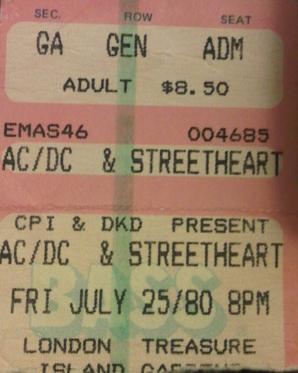 SEC. ROW SEAT
GA GEN ADM
ADULT $8.50
EMAS46 004685
AC/DC & STREETHEART
CPI & DKD PRESENT
AC/DC & STREETHEART
BASS
FRI JULY 25/80 8PM
LONDON TREASURE
ISLAND